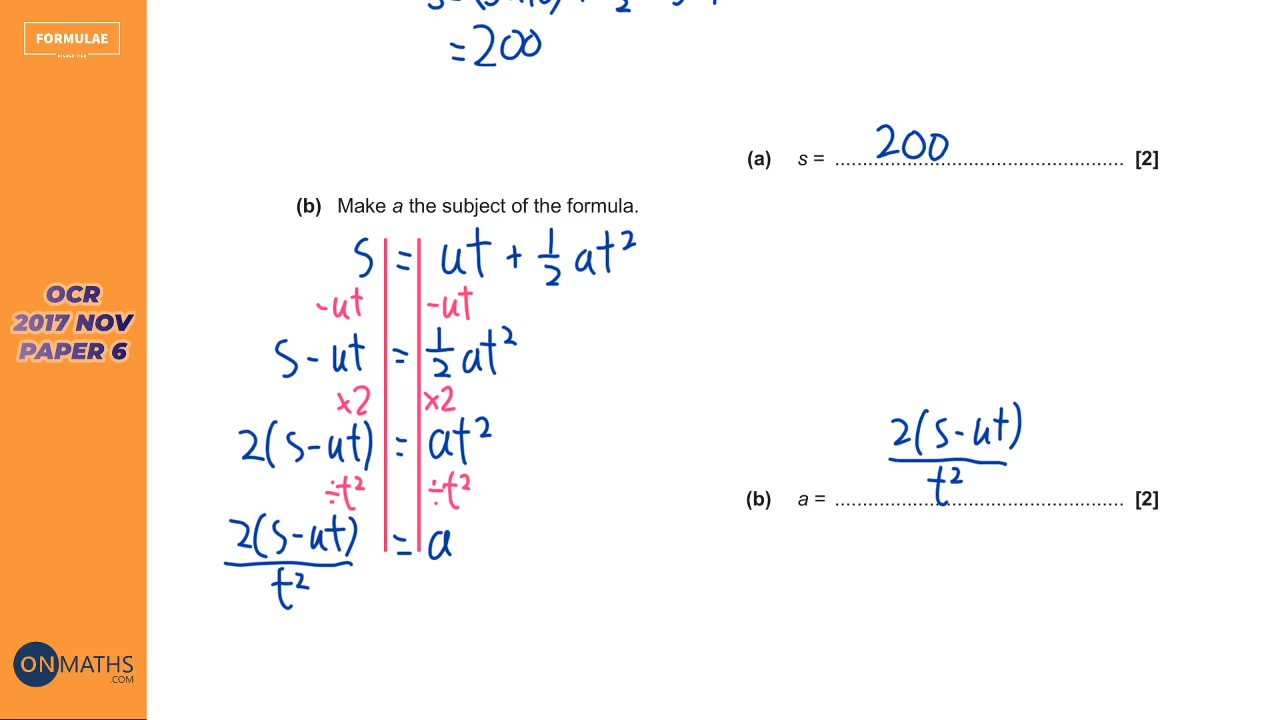 FORMULAE
= 200
(a) s = 200 [2]
(b) Make a the subject of the formula.
s = ut + 1/2 at²
-ut -ut
s - ut = 1/2 at²
×2 ×2
2(s-ut) = at²
÷t² ÷t²
2(s-ut)/t² = a
(b) a = 2(s-ut)/t² [2]
OCR
2017 NOV
PAPER 6
ONMATHS
.COM